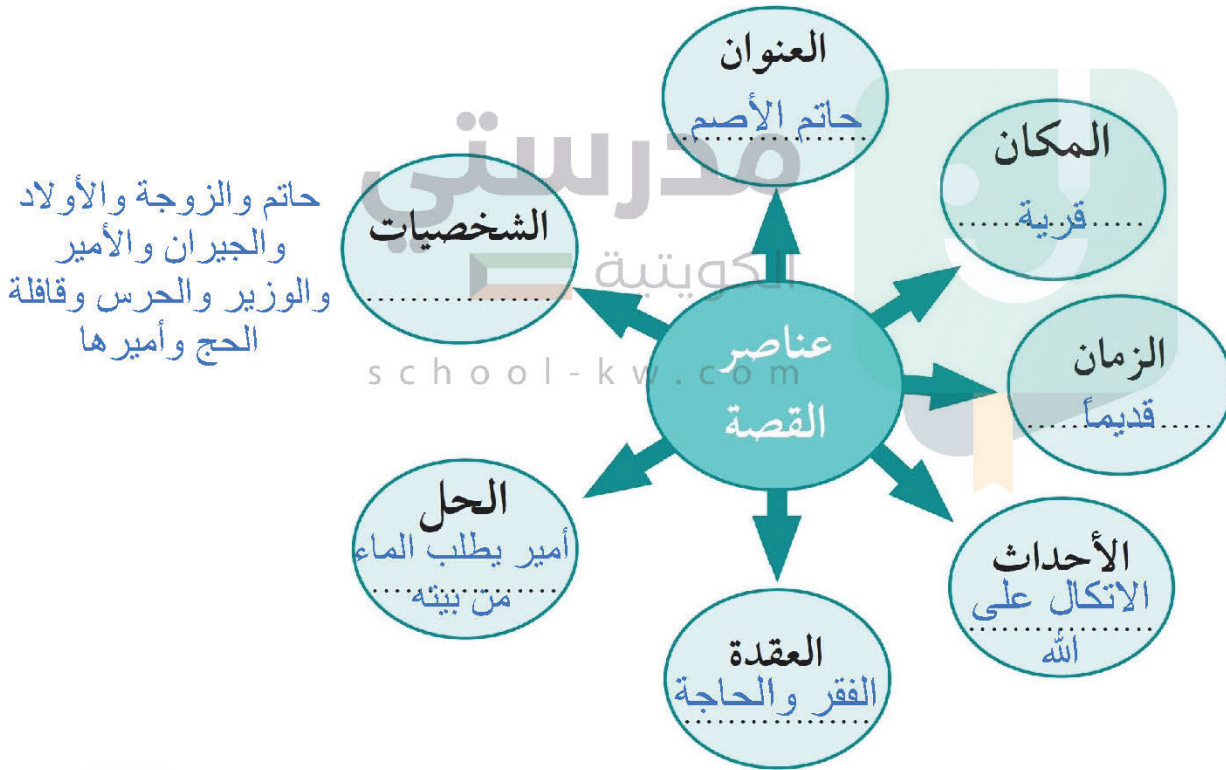 العنوان
حاتم الأصم
المكان
قرية
الزمان
قديماً
الأحداث
الاتكال على
الله
العقدة
الفقر والحاجة
الحل
أمير يطلب الماء
من بيته
الشخصيات
حاتم والزوجة والأولاد
والجيران والأمير
والوزير والحرس وقافلة
الحج وأميرها
عناصر
القصة
مدرستي
الكويتية
school-kw.com